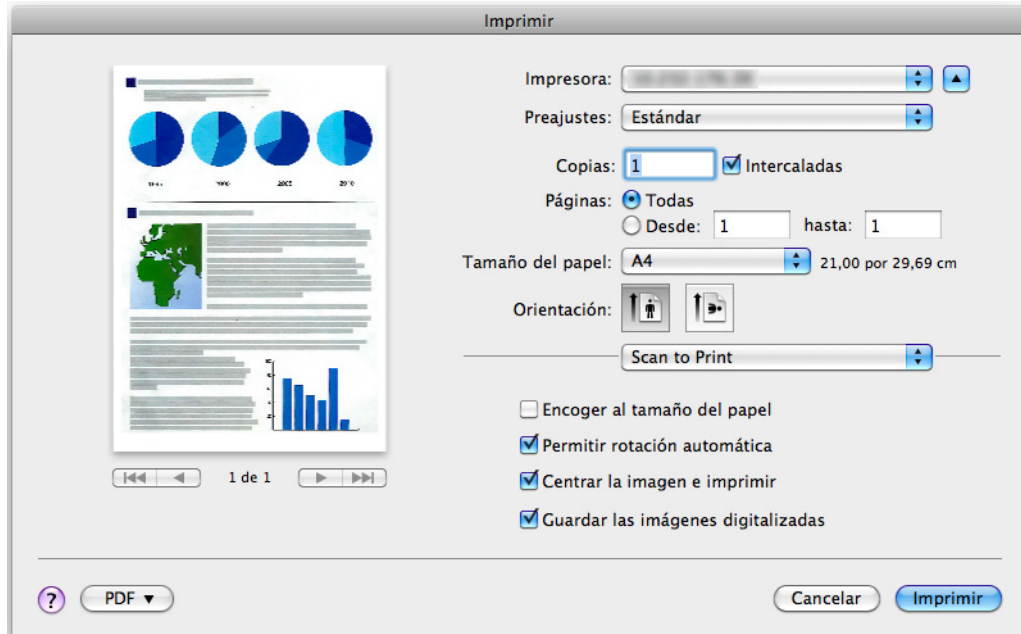 Imprimir
Impresora:
Preajustes: Estándar
Copias: 1 Intercaladas
Páginas: Todas
Desde: 1 hasta: 1
Tamaño del papel: A4 21,00 por 29,69 cm
Orientación:
Scan to Print
Encoger al tamaño del papel
Permitir rotación automática
Centrar la imagen e imprimir
Guardar las imágenes digitalizadas
2005 2010
1 de 1
? PDF Cancelar Imprimir